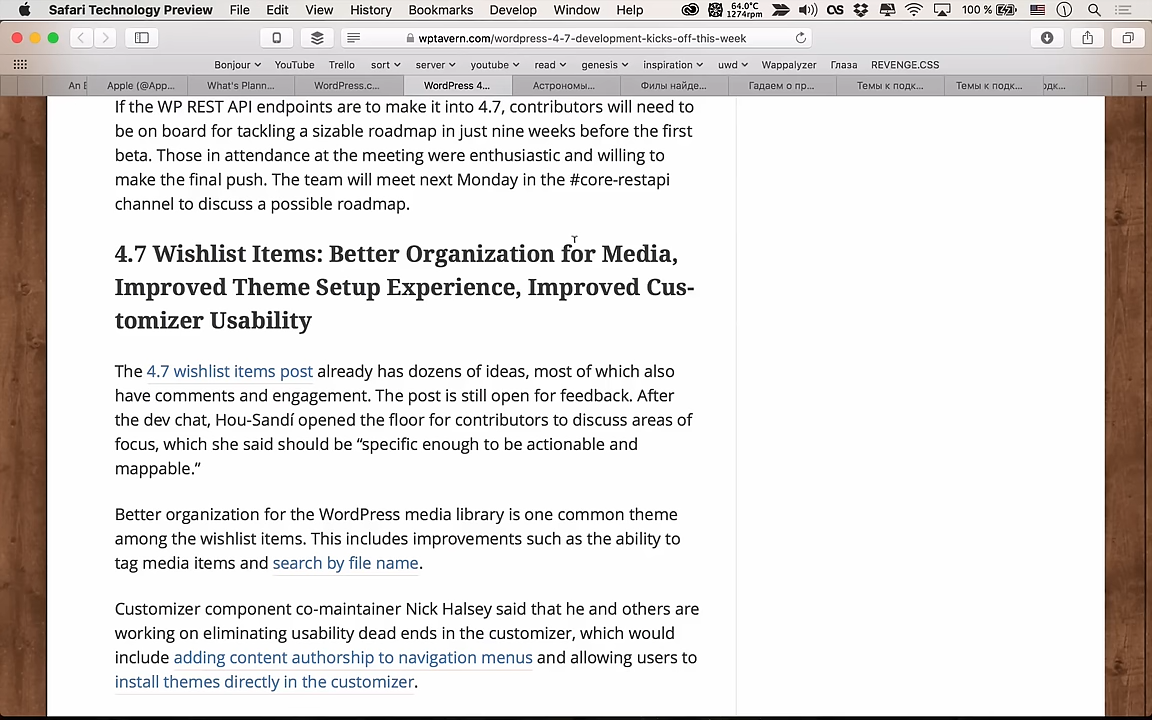 Safari Technology Preview File Edit View History Bookmarks Develop Window Help 64.0°C 1274rpm 100 %
wptavern.com/wordpress-4-7-development-kicks-off-this-week
Bonjour YouTube Trello sort server youtube read genesis inspiration uwd Wappalyzer Глаза REVENGE.CSS
An E Apple (@App... What's Plann... WordPress.c... WordPress 4... Астрономы... Филы найде... Гадаем о пр... Темы к подк... Темы к подк... одк...
If the WP REST API endpoints are to make it into 4.7, contributors will need to
be on board for tackling a sizable roadmap in just nine weeks before the first
beta. Those in attendance at the meeting were enthusiastic and willing to
make the final push. The team will meet next Monday in the #core-restapi
channel to discuss a possible roadmap.
4.7 Wishlist Items: Better Organization for Media,
Improved Theme Setup Experience, Improved Cus-
tomizer Usability
The 4.7 wishlist items post already has dozens of ideas, most of which also
have comments and engagement. The post is still open for feedback. After
the dev chat, Hou-Sandí opened the floor for contributors to discuss areas of
focus, which she said should be “specific enough to be actionable and
mappable.”
Better organization for the WordPress media library is one common theme
among the wishlist items. This includes improvements such as the ability to
tag media items and search by file name.
Customizer component co-maintainer Nick Halsey said that he and others are
working on eliminating usability dead ends in the customizer, which would
include adding content authorship to navigation menus and allowing users to
install themes directly in the customizer.